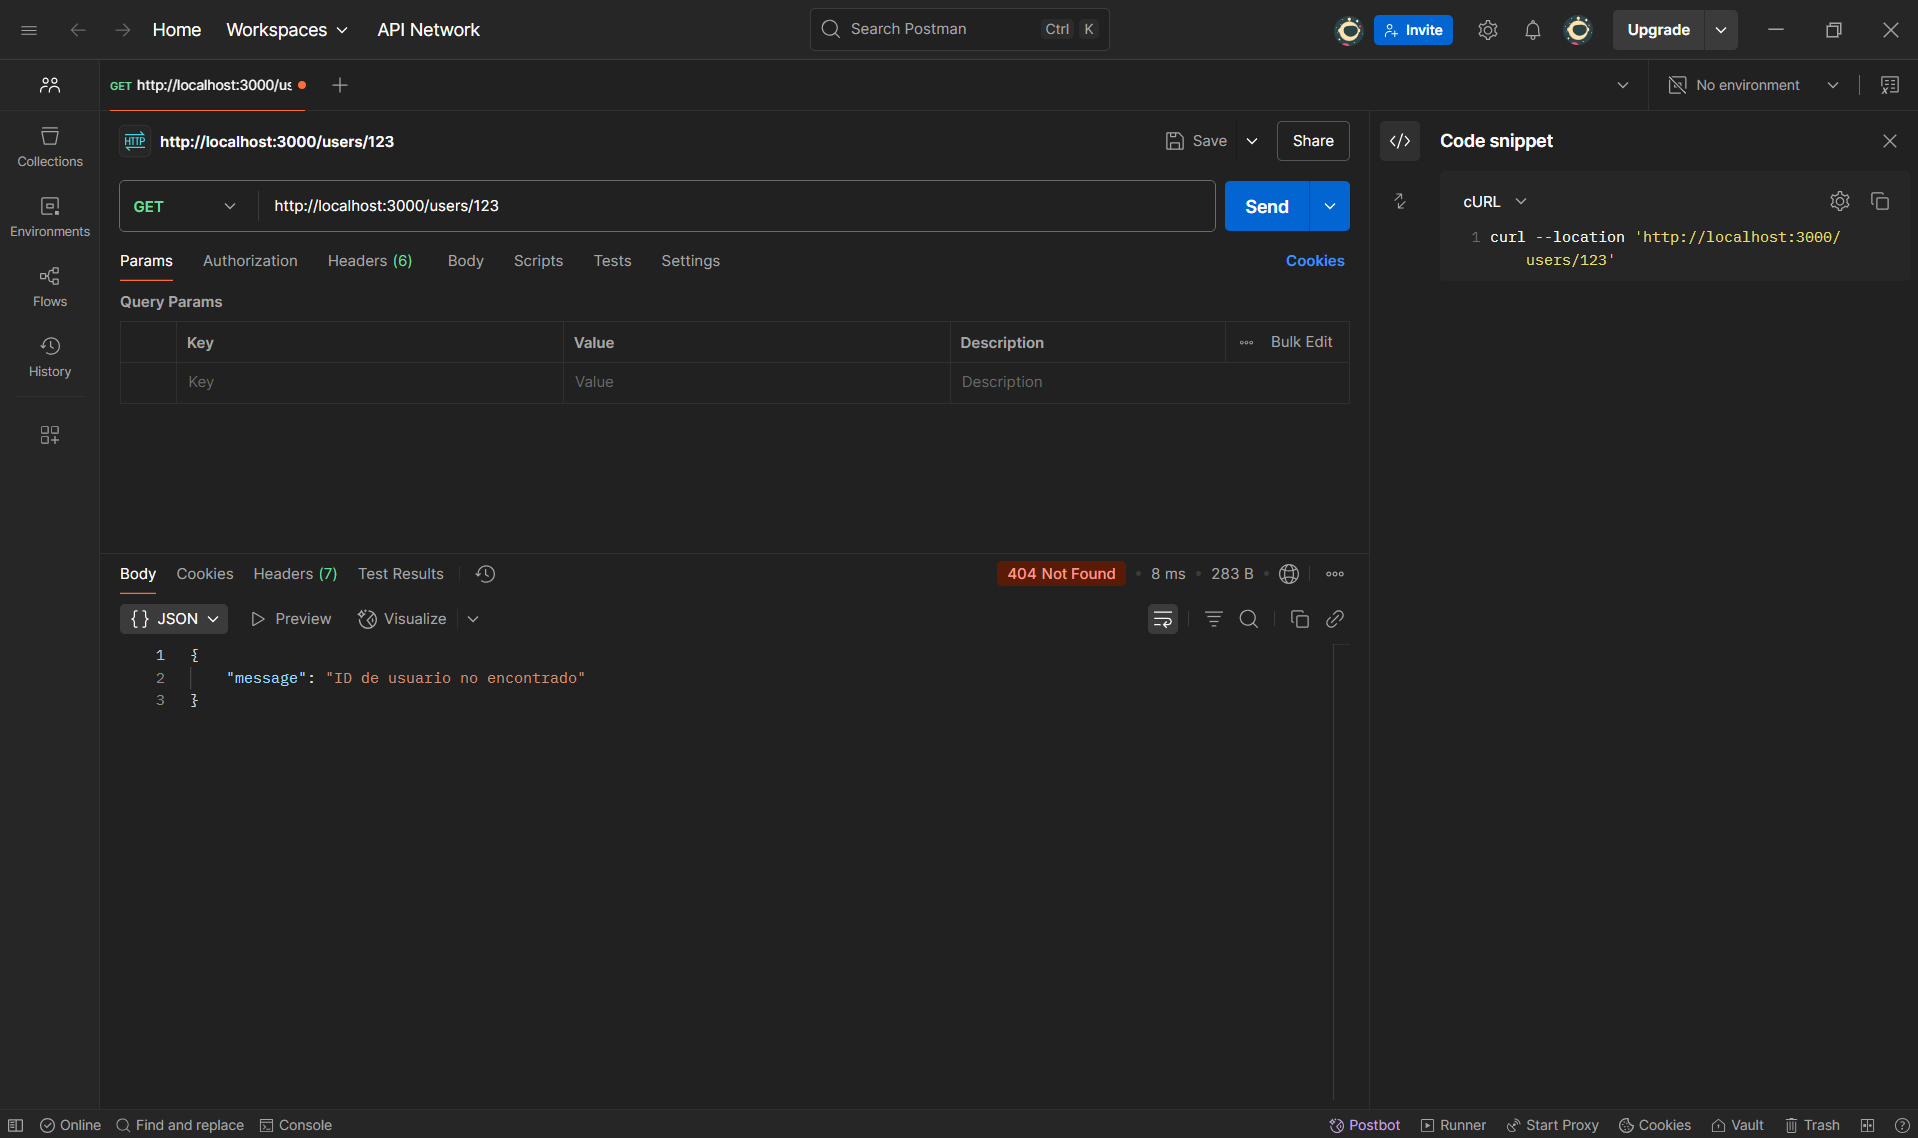 Home Workspaces API Network Search Postman Ctrl K Invite Upgrade
GET http://localhost:3000/us No environment
HTTP http://localhost:3000/users/123 Save Share Code snippet
Collections
GET http://localhost:3000/users/123 Send cURL
Environments
1 curl --location 'http://localhost:3000/
users/123'
Params Authorization Headers (6) Body Scripts Tests Settings Cookies
Flows
Query Params
Key Value Description Bulk Edit
History
Key Value Description
Body Cookies Headers (7) Test Results 404 Not Found • 8 ms • 283 B •
{} JSON Preview Visualize
1 {
2 "message": "ID de usuario no encontrado"
3 }
Online Find and replace Console Postbot Runner Start Proxy Cookies Vault Trash